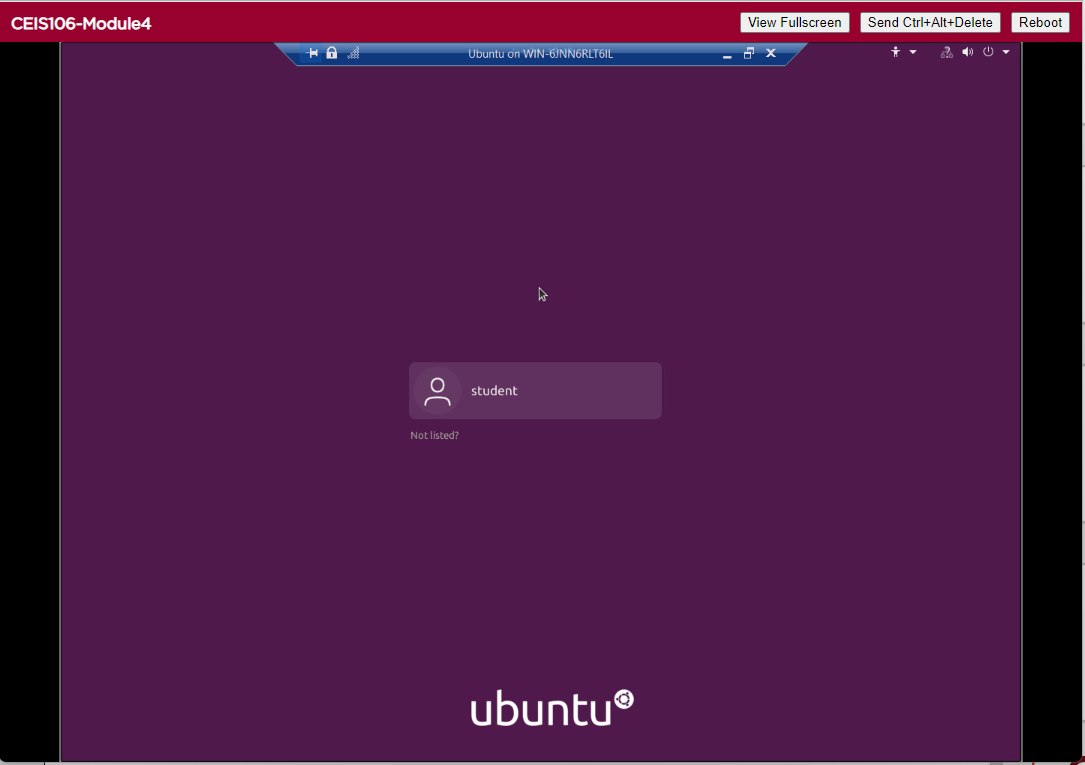 CEIS106-Module4
View Fullscreen
Send Ctrl+Alt+Delete
Reboot
Ubuntu on WIN-6JNN6RLT6IL
student
Not listed?
ubuntu